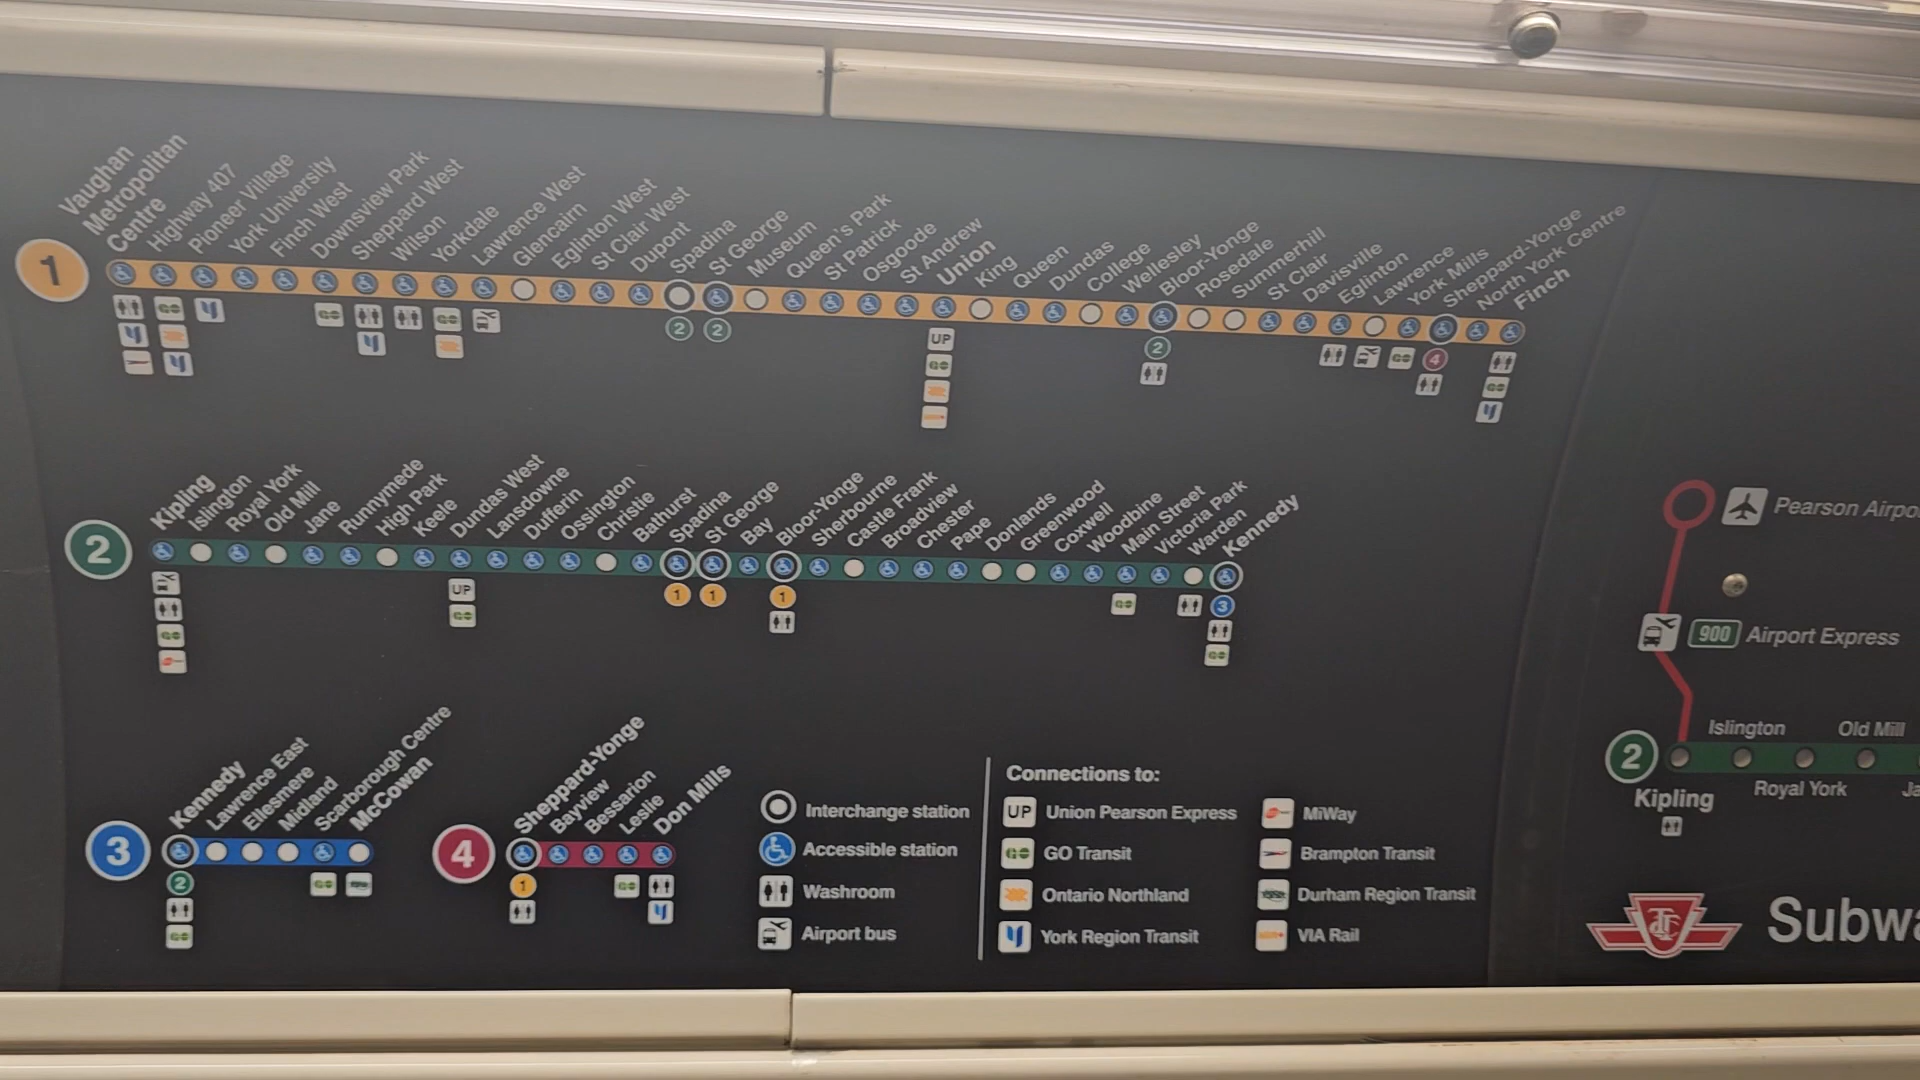 Vaughan
Metropolitan
Centre
Highway 407
Pioneer Village
York University
Finch West
Downsview Park
Sheppard West
Wilson
Yorkdale
Lawrence West
Glencairn
Eglinton West
St Clair West
Dupont
Spadina
St George
Museum
Queen's Park
St Patrick
Osgoode
St Andrew
Union
King
Queen
Dundas
College
Wellesley
Bloor-Yonge
Rosedale
Summerhill
St Clair
Davisville
Eglinton
Lawrence
York Mills
Sheppard-Yonge
North York Centre
Finch
1
2
2
UP
GO
2
4
2
Kipling
Islington
Royal York
Old Mill
Jane
Runnymede
High Park
Keele
Dundas West
Lansdowne
Dufferin
Ossington
Christie
Bathurst
Spadina
St George
Bay
Bloor-Yonge
Sherbourne
Castle Frank
Broadview
Chester
Pape
Donlands
Greenwood
Coxwell
Woodbine
Main Street
Victoria Park
Warden
Kennedy
UP
GO
1
1
1
3
3
Kennedy
Lawrence East
Ellesmere
Midland
Scarborough Centre
McCowan
2
4
Sheppard-Yonge
Bayview
Bessarion
Leslie
Don Mills
1
Interchange station
Accessible station
Washroom
Airport bus
Connections to:
UP Union Pearson Express
GO Transit
Ontario Northland
York Region Transit
MiWay
Brampton Transit
Durham Region Transit
VIA Rail
Pearson Airpo
900 Airport Express
Islington Old Mill
2
Kipling
Royal York
Ja
TTC
Subwa